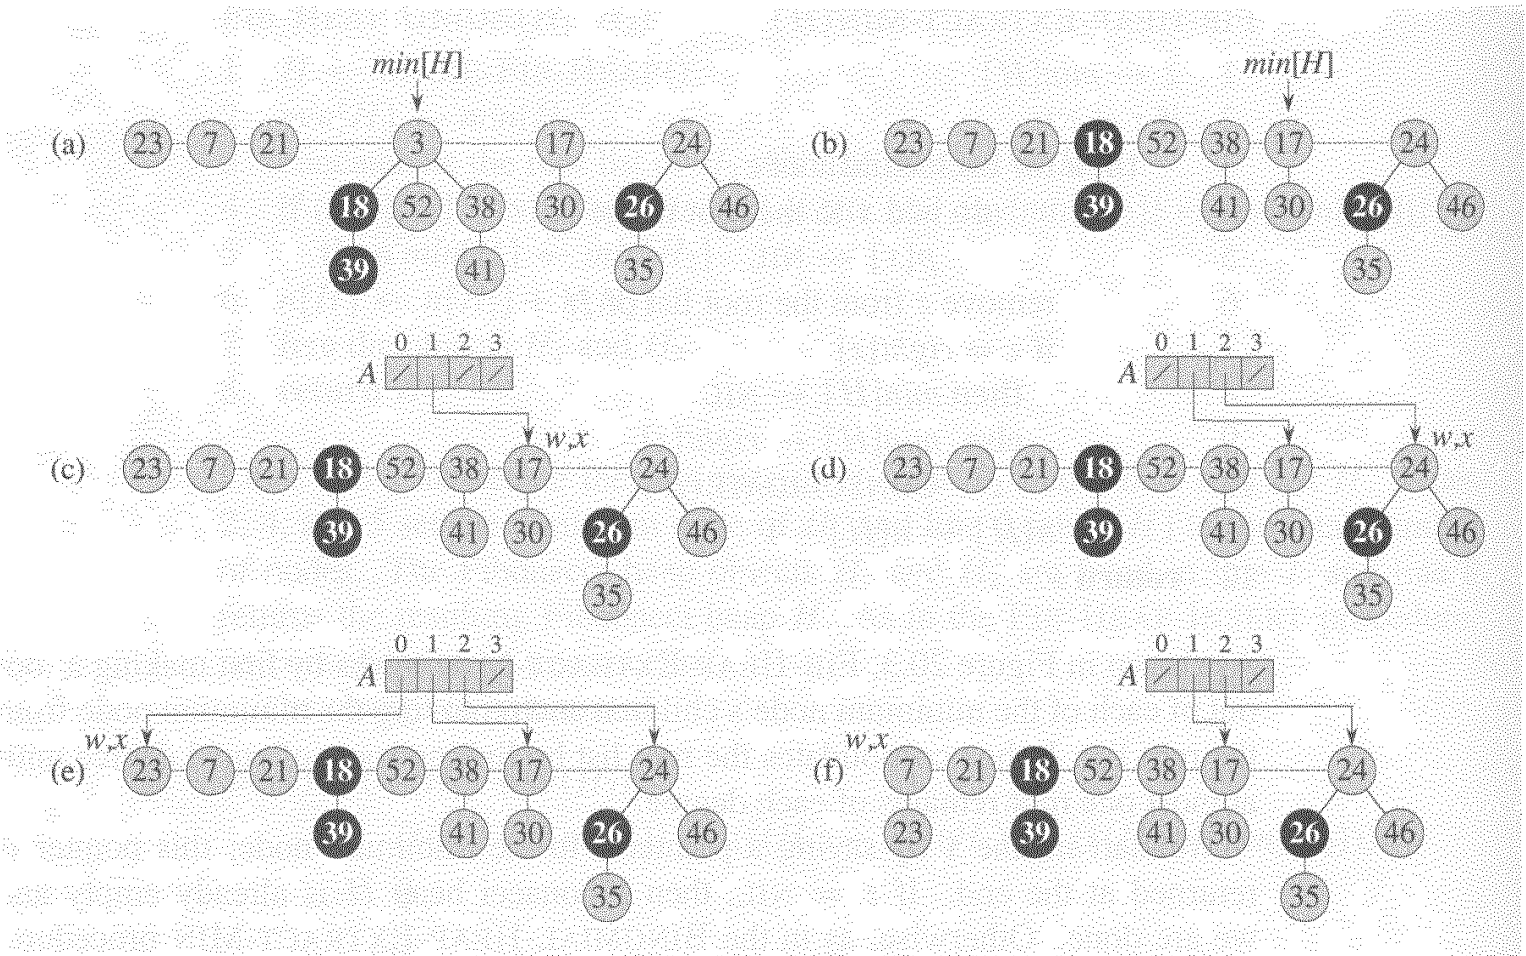 min[H] min[H]
(a) 23 7 21 3 17 24 (b) 23 7 21 18 52 38 17 24
18 52 38 30 26 46 39 41 30 26 46
39 41 35 35
0 1 2 3 0 1 2 3
A A
w,x w,x
(c) 23 7 21 18 52 38 17 24 (d) 23 7 21 18 52 38 17 24
39 41 30 26 46 39 41 30 26 46
35 35
0 1 2 3 0 1 2 3
A A
w,x w,x
(e) 23 7 21 18 52 38 17 24 (f) 7 21 18 52 38 17 24
39 41 30 26 46 23 39 41 30 26 46
35 35